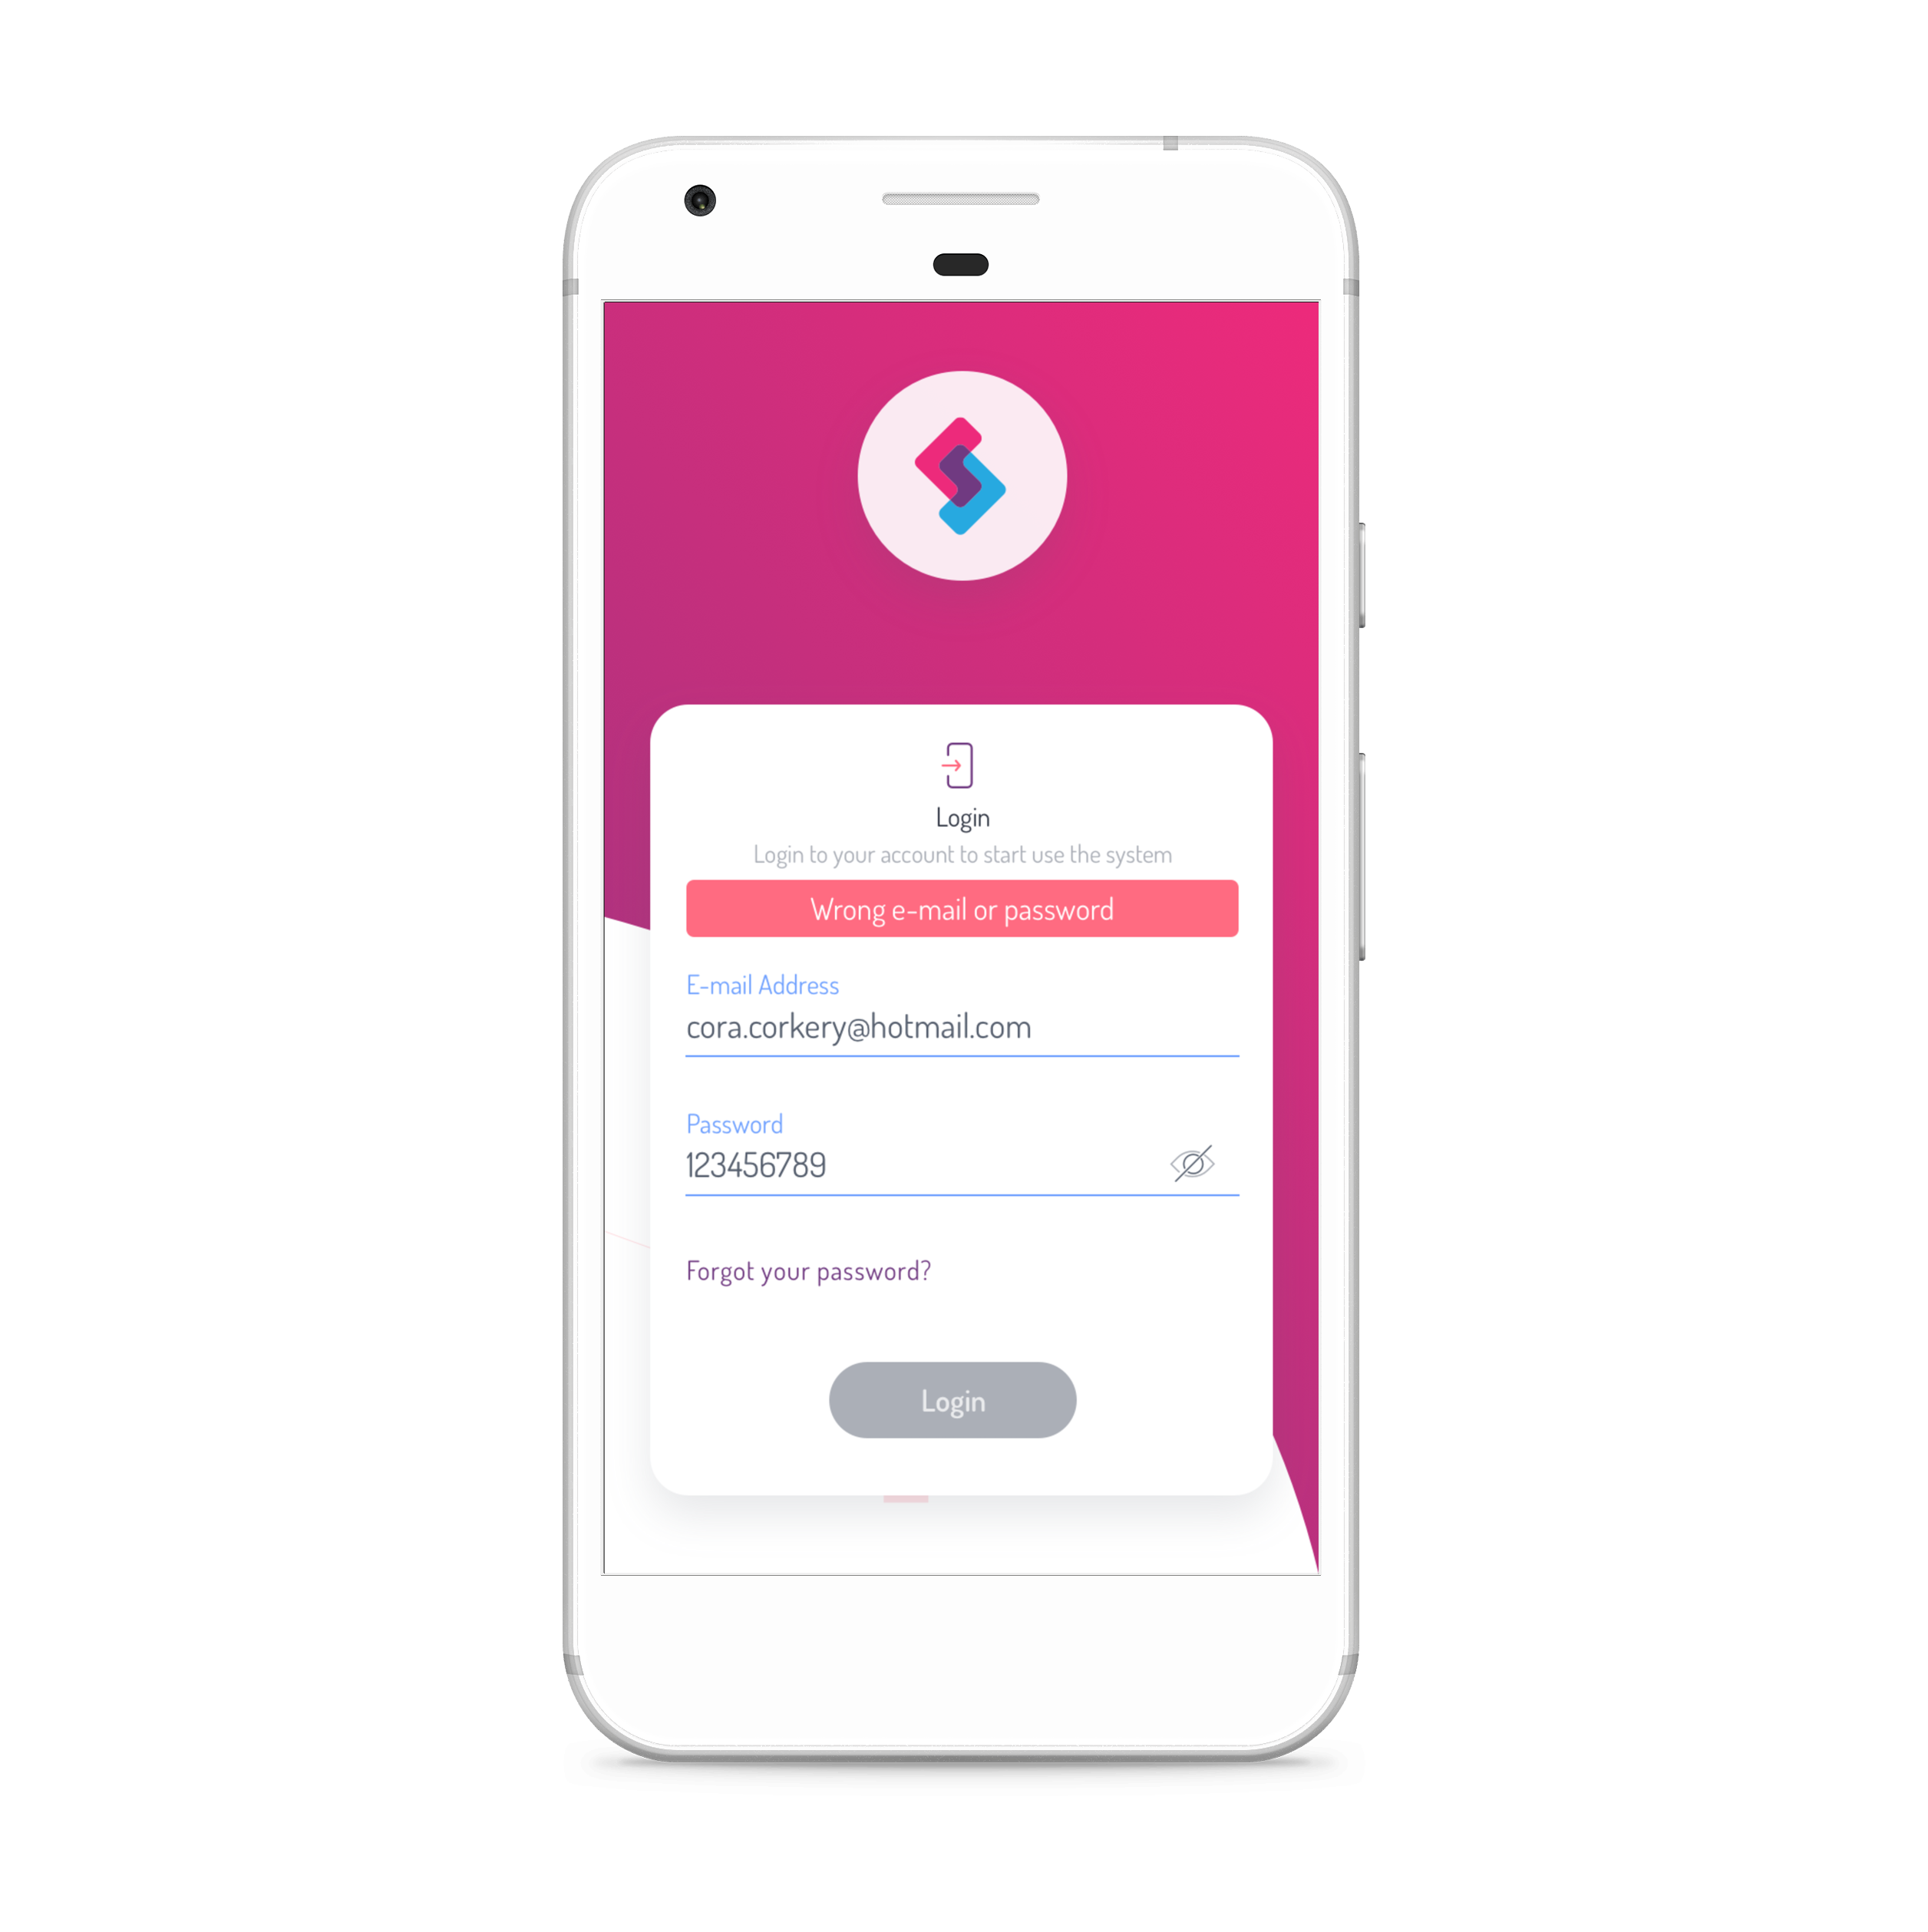 Login
Login to your account to start use the system
Wrong e-mail or password
E-mail Address
cora.corkery@hotmail.com
Password
123456789
Forgot your password?
Login